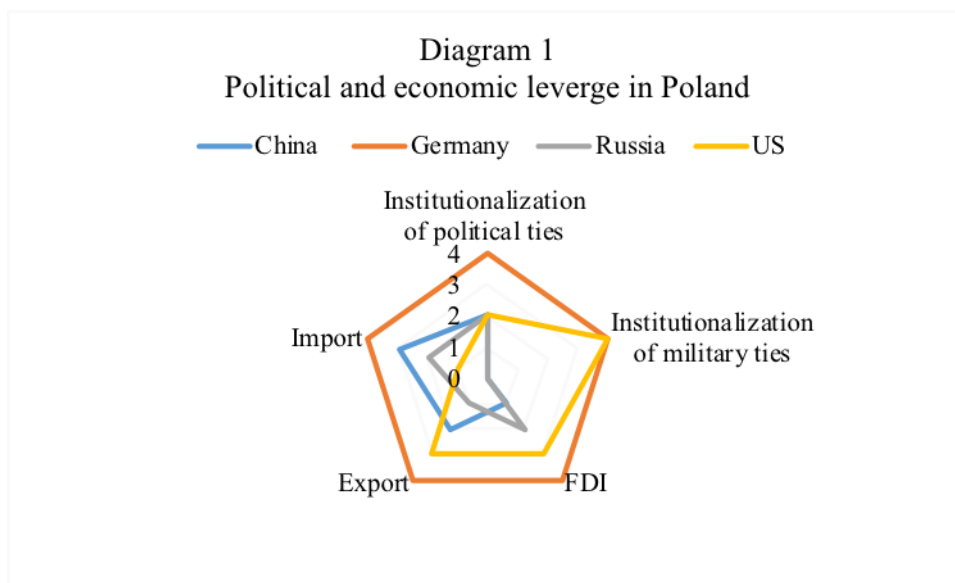 Diagram 1
Political and economic leverge in Poland
China Germany Russia US
Institutionalization
of political ties
4
3
2
1
0
Import
Institutionalization
of military ties
Export
FDI